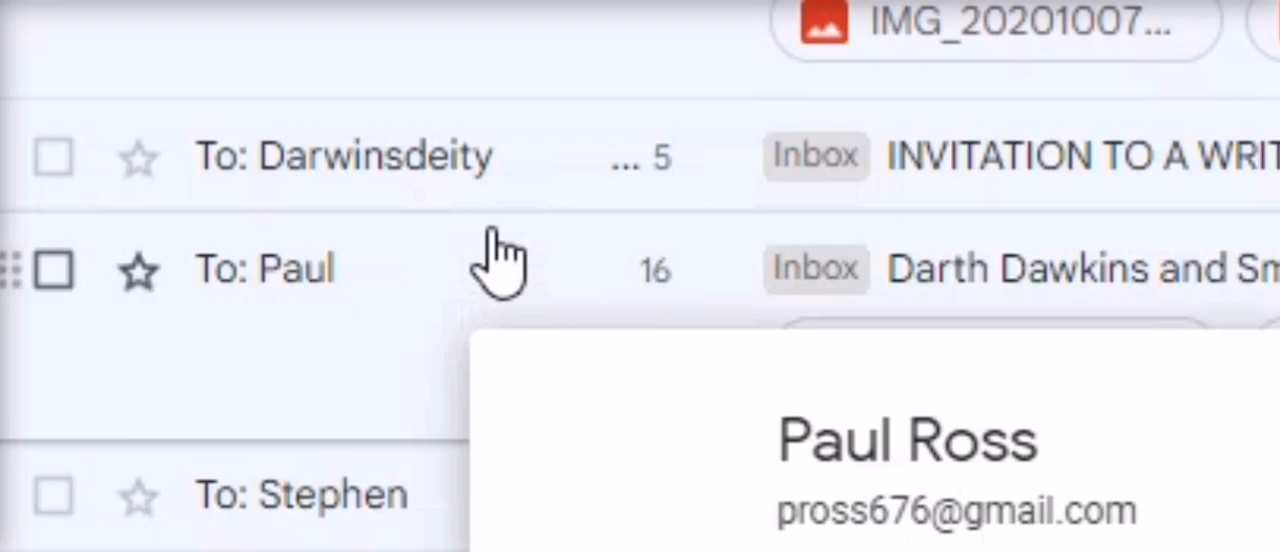 IMG_20201007...
To: Darwinsdeity ... 5 Inbox INVITATION TO A WRIT
To: Paul 16 Inbox Darth Dawkins and Sm
Paul Ross
To: Stephen
pross676@gmail.com